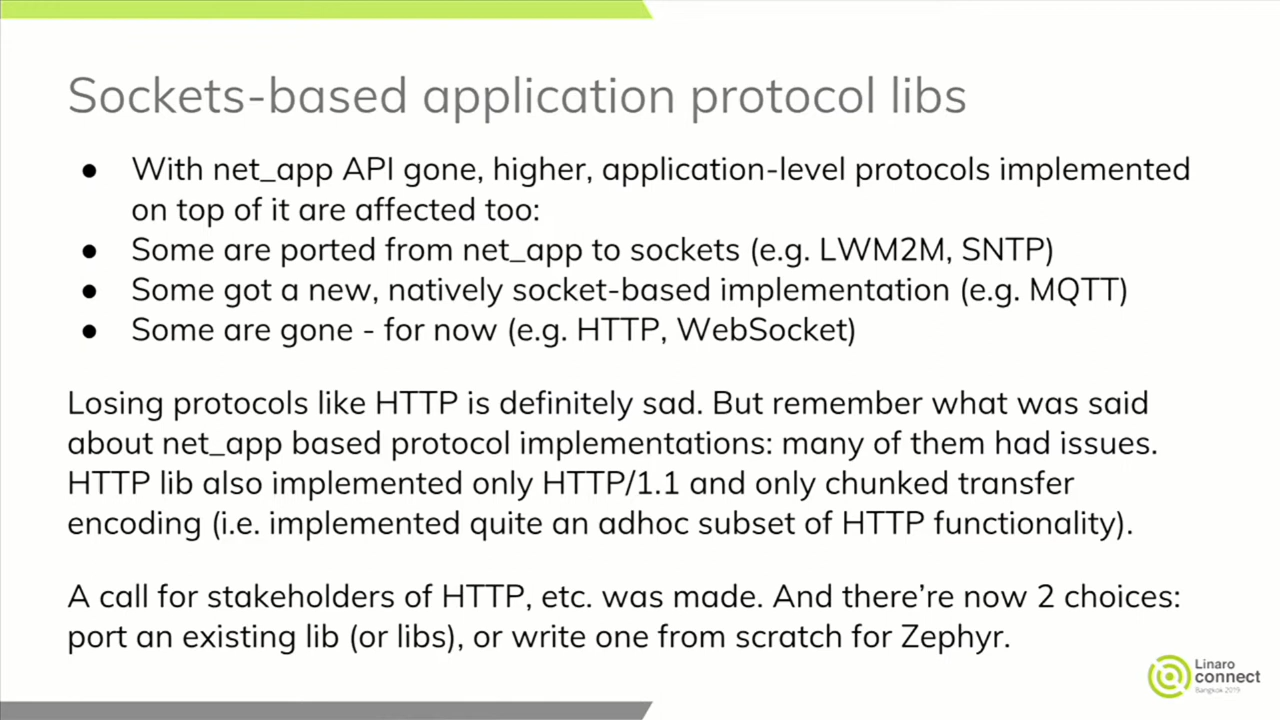 Sockets-based application protocol libs
● With net_app API gone, higher, application-level protocols implemented
on top of it are affected too:
● Some are ported from net_app to sockets (e.g. LWM2M, SNTP)
● Some got a new, natively socket-based implementation (e.g. MQTT)
● Some are gone - for now (e.g. HTTP, WebSocket)
Losing protocols like HTTP is definitely sad. But remember what was said
about net_app based protocol implementations: many of them had issues.
HTTP lib also implemented only HTTP/1.1 and only chunked transfer
encoding (i.e. implemented quite an adhoc subset of HTTP functionality).
A call for stakeholders of HTTP, etc. was made. And there’re now 2 choices:
port an existing lib (or libs), or write one from scratch for Zephyr.
Linaro
connect
Bangkok 2019